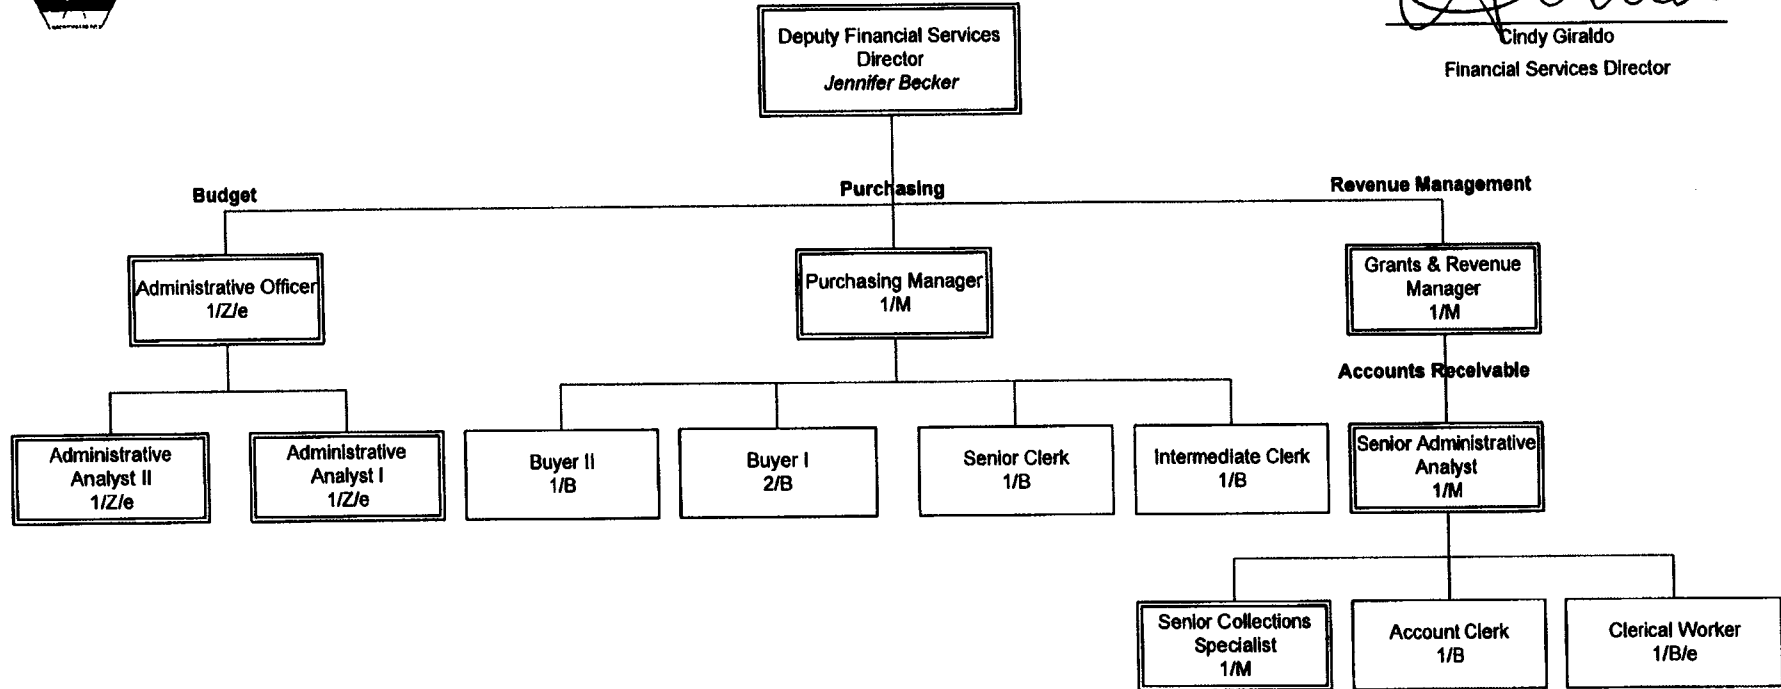 Deputy Financial Services
Director
Jennifer Becker
Cindy Giraldo
Financial Services Director
Budget
Purchasing
Revenue Management
Administrative Officer
1/Z/e
Purchasing Manager
1/M
Grants & Revenue
Manager
1/M
Accounts Receivable
Administrative
Analyst II
1/Z/e
Administrative
Analyst I
1/Z/e
Buyer II
1/B
Buyer I
2/B
Senior Clerk
1/B
Intermediate Clerk
1/B
Senior Administrative
Analyst
1/M
Senior Collections
Specialist
1/M
Account Clerk
1/B
Clerical Worker
1/B/e